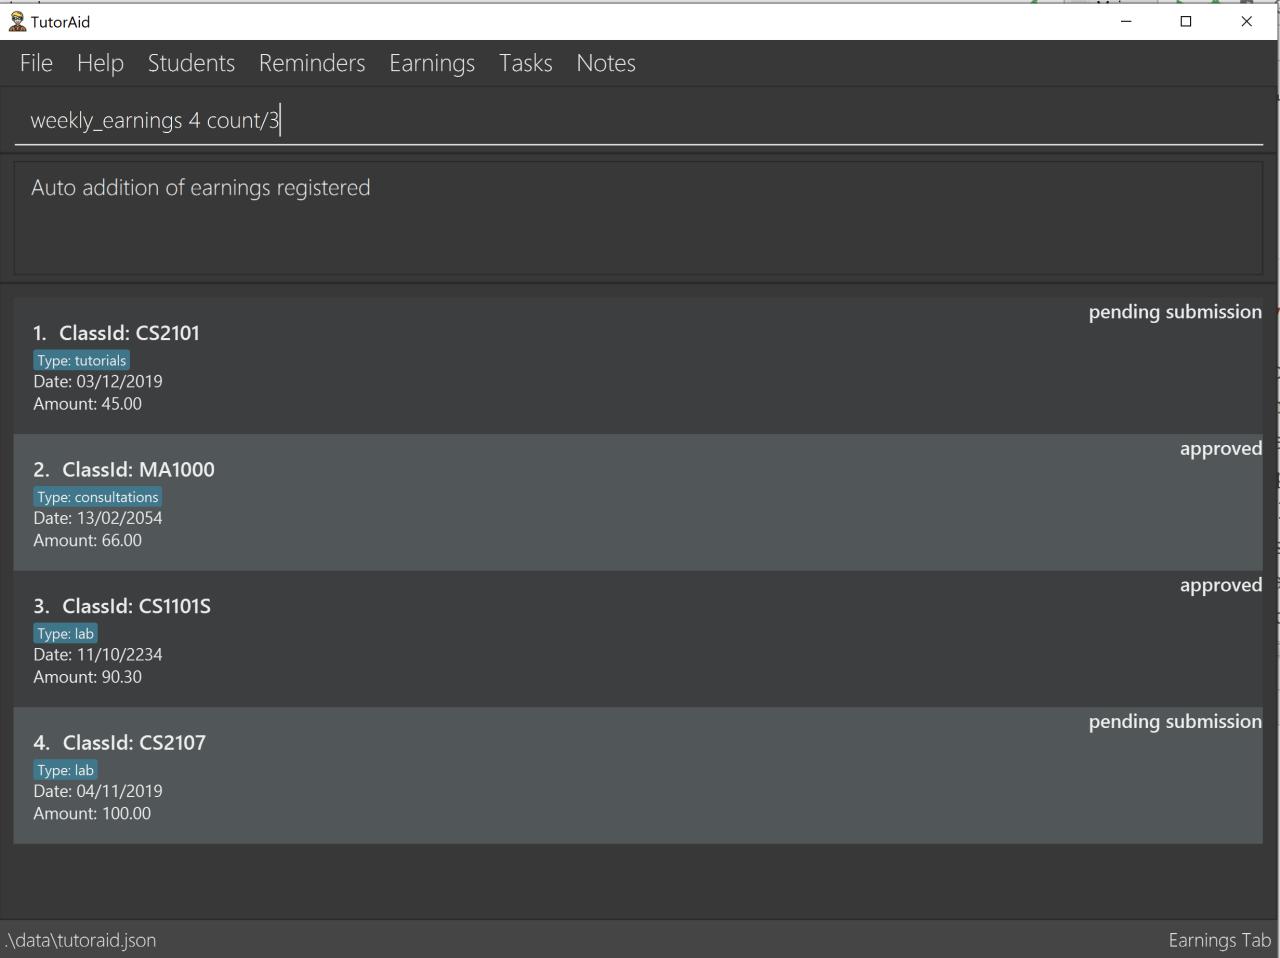 TutorAid
File Help Students Reminders Earnings Tasks Notes
weekly_earnings 4 count/3
Auto addition of earnings registered
pending submission
1. ClassId: CS2101
Type: tutorials
Date: 03/12/2019
Amount: 45.00
approved
2. ClassId: MA1000
Type: consultations
Date: 13/02/2054
Amount: 66.00
approved
3. ClassId: CS1101S
Type: lab
Date: 11/10/2234
Amount: 90.30
pending submission
4. ClassId: CS2107
Type: lab
Date: 04/11/2019
Amount: 100.00
.\data\tutoraid.json
Earnings Tab